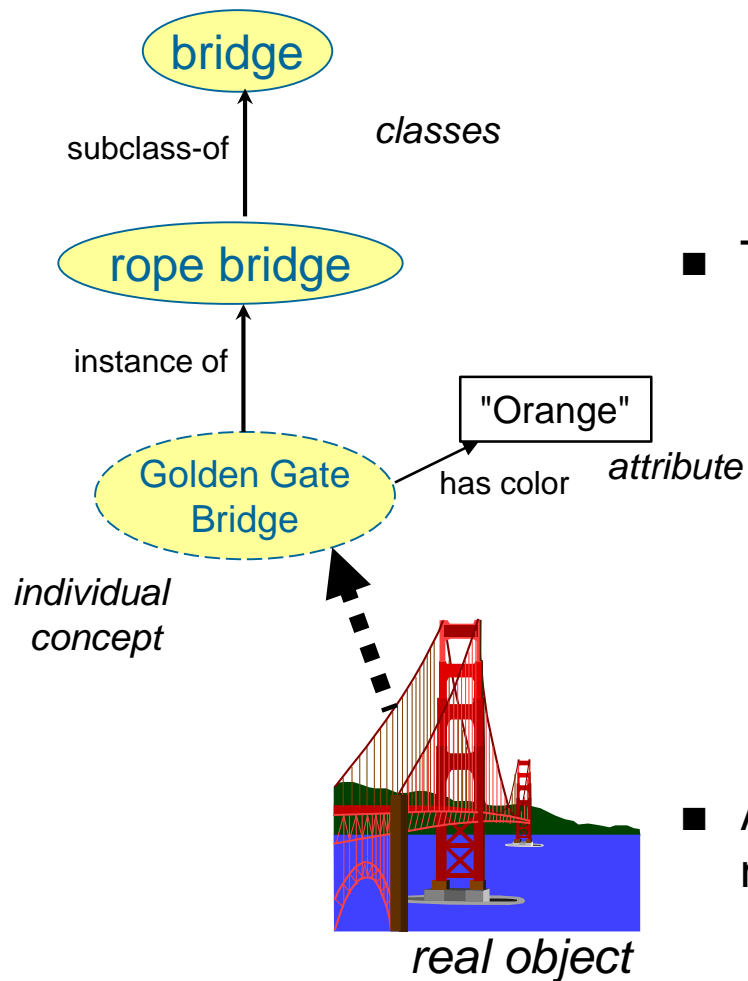 bridge
subclass-of
classes
rope bridge
instance of
"Orange"
has color
attribute
Golden Gate
Bridge
individual
concept
real object